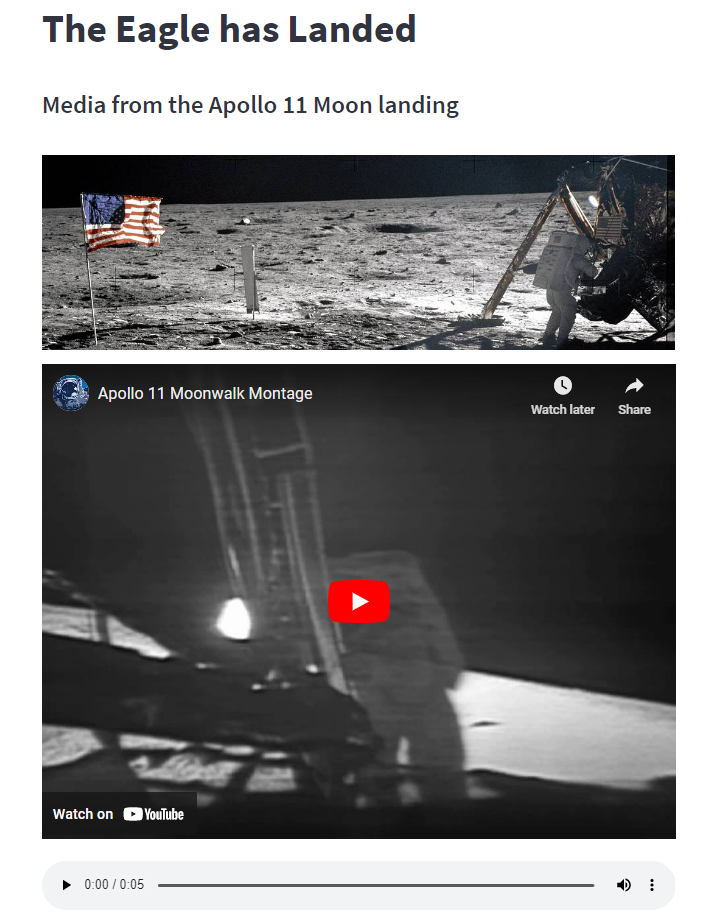 The Eagle has Landed
Media from the Apollo 11 Moon landing
Apollo 11 Moonwalk Montage
Watch later
Share
Watch on YouTube
0:00 / 0:05